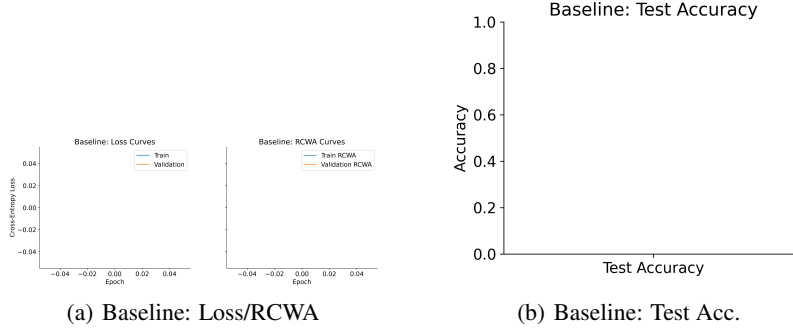 Baseline: Loss Curves
Train
Validation
Cross-Entropy Loss
0.04
0.02
0.00
−0.02
−0.04
−0.04 −0.02 0.00 0.02 0.04
Epoch
Baseline: RCWA Curves
Train RCWA
Validation RCWA
−0.04 −0.02 0.00 0.02 0.04
Epoch
(a) Baseline: Loss/RCWA
Baseline: Test Accuracy
Accuracy
1.0
0.8
0.6
0.4
0.2
0.0
Test Accuracy
(b) Baseline: Test Acc.